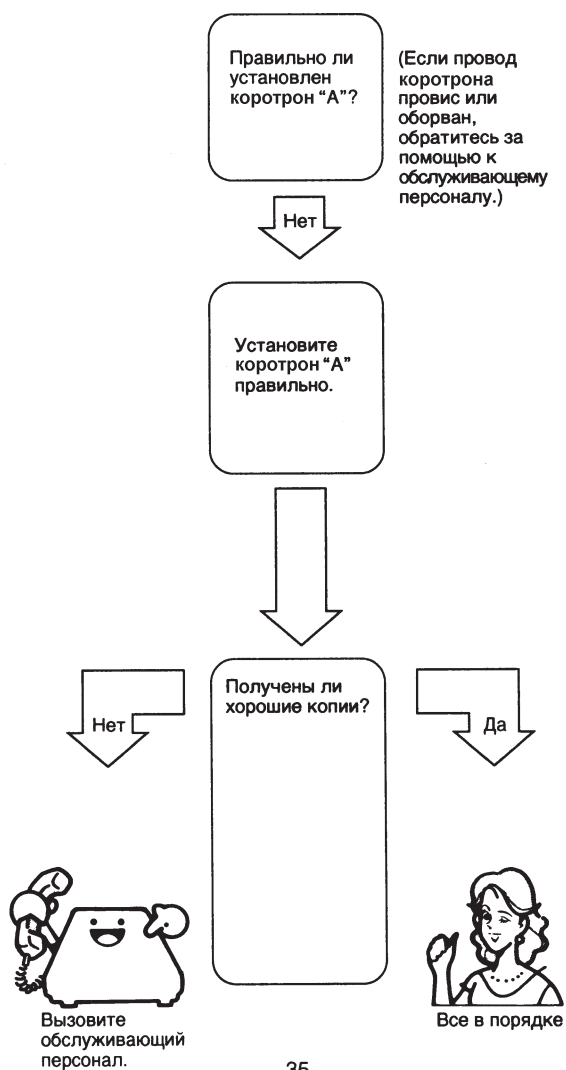 Правильно ли
установлен
коротрон “А”?
(Если провод
коротрона
провис или
оборван,
обратитесь за
помощью к
обслуживающему
персоналу.)
Нет
Установите
коротрон “А”
правильно.
Получены ли
хорошие копии?
Нет
Да
Вызовите
обслуживающий
персонал.
Все в порядке
35